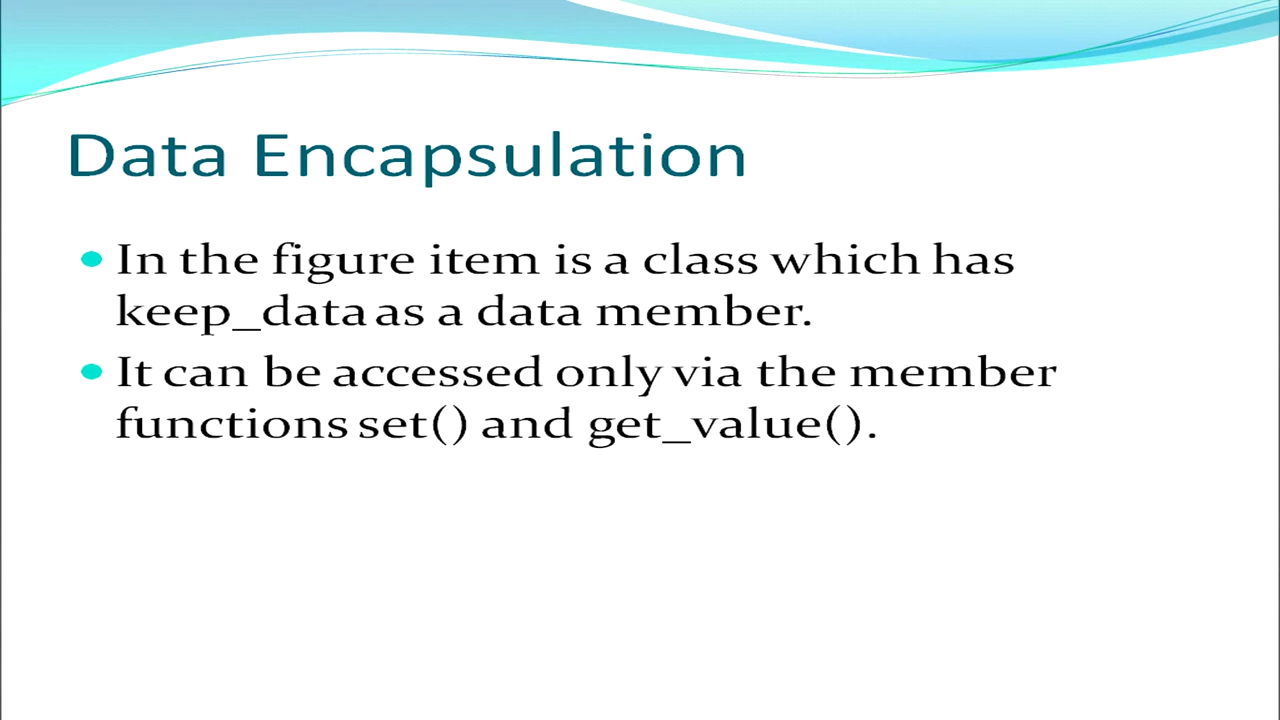 Data Encapsulation
• In the figure item is a class which has
keep_data as a data member.
• It can be accessed only via the member
functions set() and get_value().